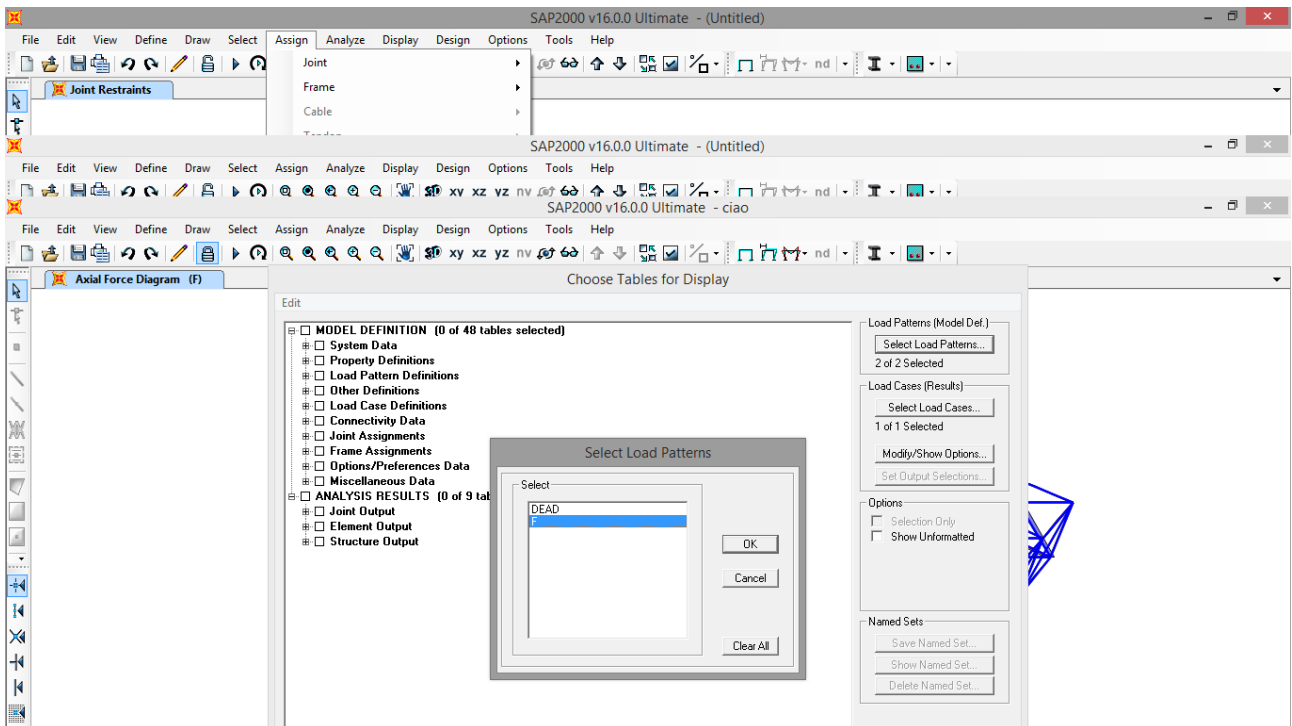 SAP2000 v16.0.0 Ultimate - (Untitled)
File Edit View Define Draw Select Assign Analyze Display Design Options Tools Help
nd
Joint Restraints
Joint
Frame
Cable
SAP2000 v16.0.0 Ultimate - (Untitled)
File Edit View Define Draw Select Assign Analyze Display Design Options Tools Help
3D xy xz yz nv nd
SAP2000 v16.0.0 Ultimate - ciao
File Edit View Define Draw Select Assign Analyze Display Design Options Tools Help
3D xy xz yz nv nd
Axial Force Diagram (F)
Choose Tables for Display
Edit
MODEL DEFINITION (0 of 48 tables selected)
System Data
Property Definitions
Load Pattern Definitions
Other Definitions
Load Case Definitions
Connectivity Data
Joint Assignments
Frame Assignments
Options/Preferences Data
Miscellaneous Data
ANALYSIS RESULTS (0 of 9 tab
Joint Output
Element Output
Structure Output
Select Load Patterns
Select
DEAD
F
OK
Cancel
Clear All
Load Patterns (Model Def.)
Select Load Patterns...
2 of 2 Selected
Load Cases (Results)
Select Load Cases...
1 of 1 Selected
Modify/Show Options...
Set Output Selections...
Options
Selection Only
Show Unformatted
Named Sets
Save Named Set...
Show Named Set...
Delete Named Set...